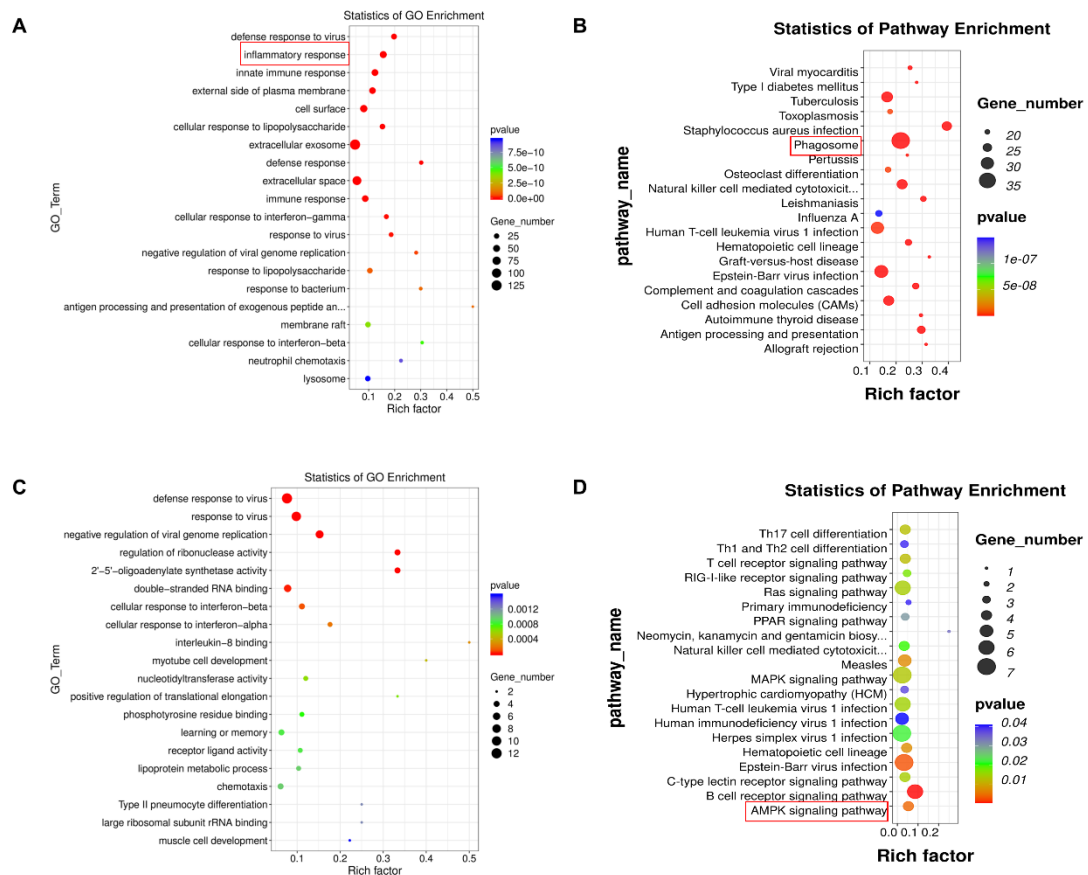 A
Statistics of GO Enrichment
GO_Term
defense response to virus
inflammatory response
innate immune response
external side of plasma membrane
cell surface
cellular response to lipopolysaccharide
extracellular exosome
defense response
extracellular space
immune response
cellular response to interferon-gamma
response to virus
negative regulation of viral genome replication
response to lipopolysaccharide
response to bacterium
antigen processing and presentation of exogenous peptide an...
membrane raft
cellular response to interferon-beta
neutrophil chemotaxis
lysosome
0.1 0.2 0.3 0.4 0.5
Rich factor
pvalue
7.5e-10
5.0e-10
2.5e-10
0.0e+00
Gene_number
25
50
75
100
125
B
Statistics of Pathway Enrichment
pathway_name
Viral myocarditis
Type I diabetes mellitus
Tuberculosis
Toxoplasmosis
Staphylococcus aureus infection
Phagosome
Pertussis
Osteoclast differentiation
Natural killer cell mediated cytotoxicit...
Leishmaniasis
Influenza A
Human T-cell leukemia virus 1 infection
Hematopoietic cell lineage
Graft-versus-host disease
Epstein-Barr virus infection
Complement and coagulation cascades
Cell adhesion molecules (CAMs)
Autoimmune thyroid disease
Antigen processing and presentation
Allograft rejection
0.1 0.2 0.3 0.4
Rich factor
Gene_number
20
25
30
35
pvalue
1e-07
5e-08
C
Statistics of GO Enrichment
GO_Term
defense response to virus
response to virus
negative regulation of viral genome replication
regulation of ribonuclease activity
2'-5'-oligoadenylate synthetase activity
double-stranded RNA binding
cellular response to interferon-beta
cellular response to interferon-alpha
interleukin-8 binding
myotube cell development
nucleotidyltransferase activity
positive regulation of translational elongation
phosphotyrosine residue binding
learning or memory
receptor ligand activity
lipoprotein metabolic process
chemotaxis
Type II pneumocyte differentiation
large ribosomal subunit rRNA binding
muscle cell development
0.1 0.2 0.3 0.4 0.5
Rich factor
pvalue
0.0012
0.0008
0.0004
Gene_number
2
4
6
8
10
12
D
Statistics of Pathway Enrichment
pathway_name
Th17 cell differentiation
Th1 and Th2 cell differentiation
T cell receptor signaling pathway
RIG-I-like receptor signaling pathway
Ras signaling pathway
Primary immunodeficiency
PPAR signaling pathway
Neomycin, kanamycin and gentamicin biosy...
Natural killer cell mediated cytotoxicit...
Measles
MAPK signaling pathway
Hypertrophic cardiomyopathy (HCM)
Human T-cell leukemia virus 1 infection
Human immunodeficiency virus 1 infection
Herpes simplex virus 1 infection
Hematopoietic cell lineage
Epstein-Barr virus infection
C-type lectin receptor signaling pathway
B cell receptor signaling pathway
AMPK signaling pathway
0.0 0.1 0.2
Rich factor
Gene_number
1
2
3
4
5
6
7
pvalue
0.04
0.03
0.02
0.01